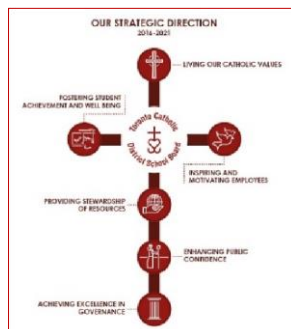 OUR STRATEGIC DIRECTION
2016-2021
LIVING OUR CATHOLIC VALUES
FOSTERING STUDENT
ACHIEVEMENT AND WELL BEING
Toronto Catholic
District School Board
INSPIRING AND
MOTIVATING EMPLOYEES
PROVIDING STEWARDSHIP
OF RESOURCES
ENHANCING PUBLIC
CONFIDENCE
ACHIEVING EXCELLENCE IN
GOVERNANCE